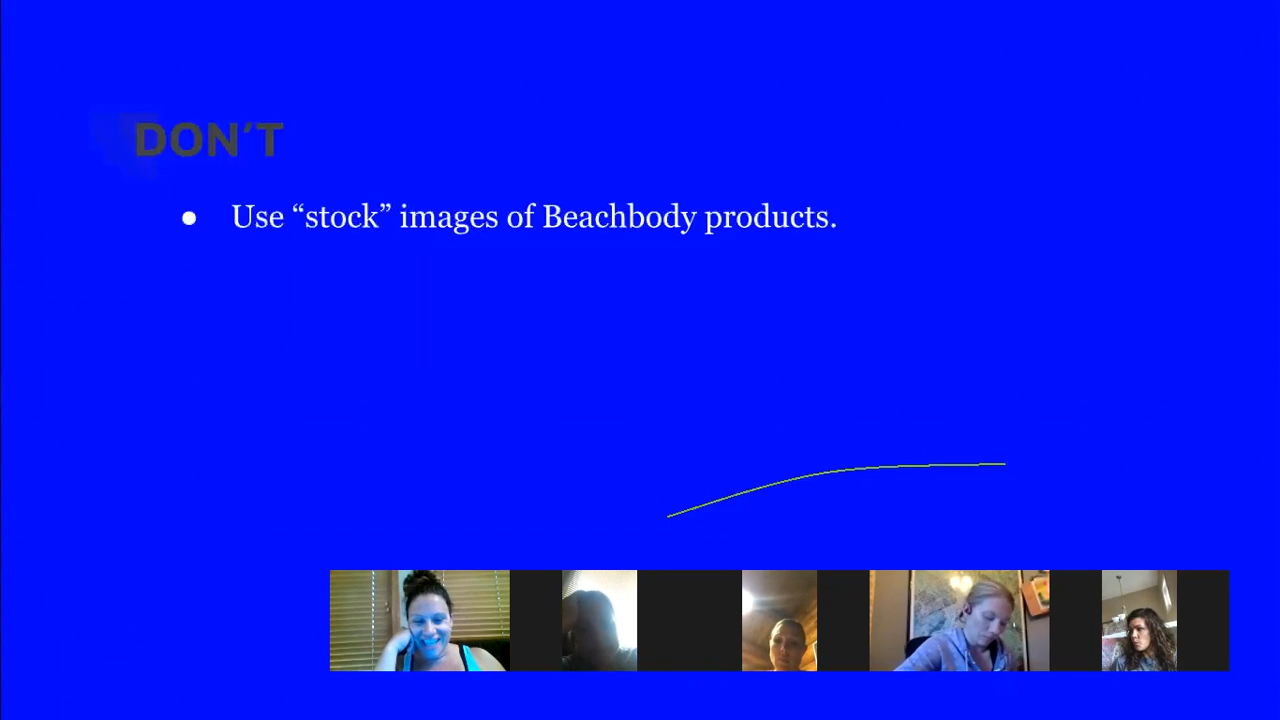 DON’T
● Use “stock” images of Beachbody products.